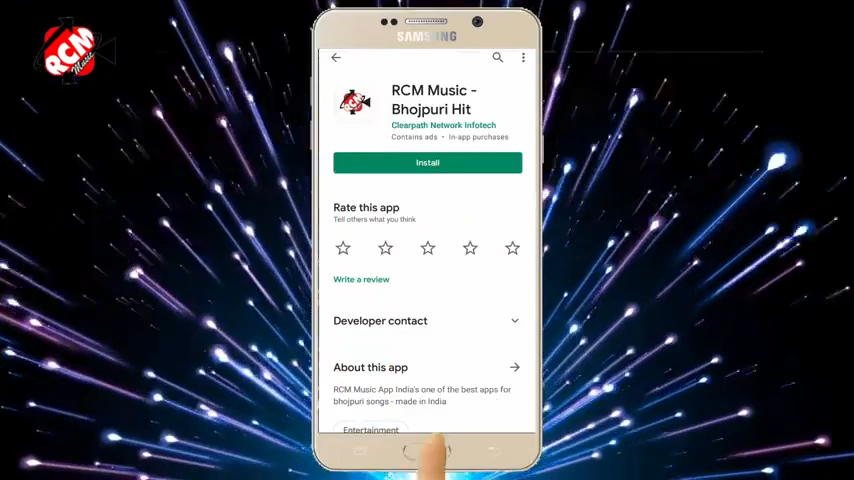 RCM
Music
SAMSUNG
RCM
RCM Music -
Bhojpuri Hit
Clearpath Network Infotech
Contains ads • In-app purchases
Install
Rate this app
Tell others what you think
Write a review
Developer contact
About this app
RCM Music App India's one of the best apps for
bhojpuri songs - made in India
Entertainment